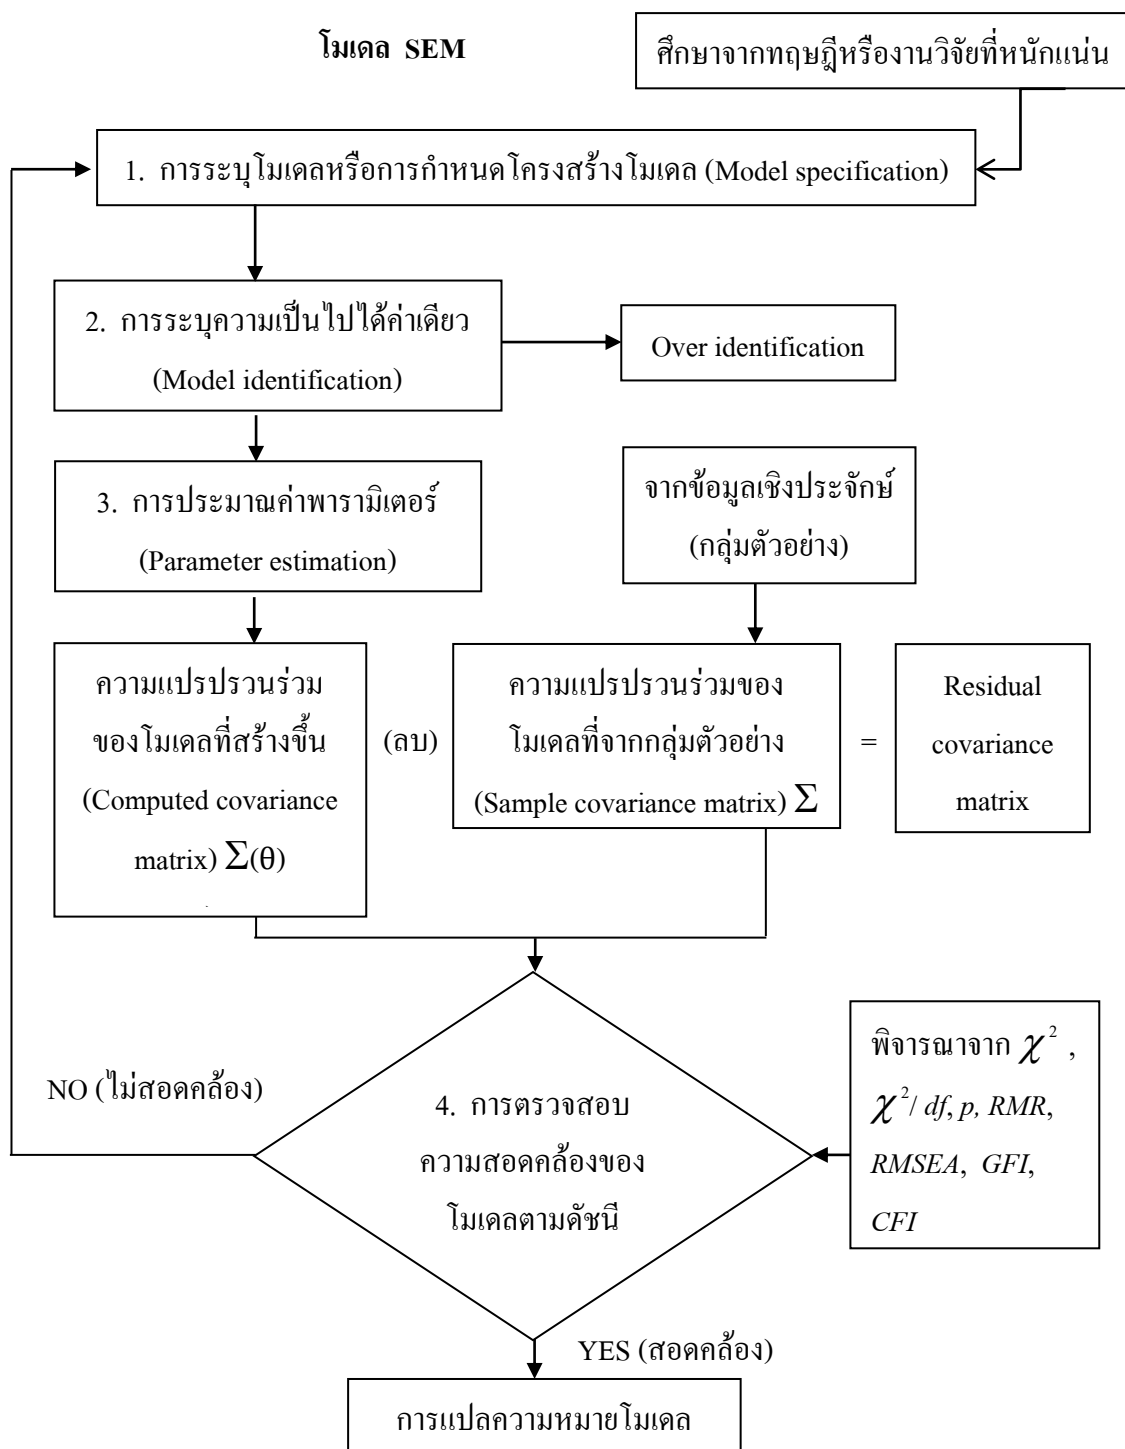 โมเดล SEM
ศึกษาจากทฤษฎีหรืองานวิจัยที่หนักแน่น
1. การระบุโมเดลหรือการกำหนดโครงสร้างโมเดล (Model specification)
2. การระบุความเป็นไปได้ค่าเดียว
(Model identification)
Over identification
3. การประมาณค่าพารามิเตอร์
(Parameter estimation)
จากข้อมูลเชิงประจักษ์
(กลุ่มตัวอย่าง)
ความแปรปรวนร่วม
ของโมเดลที่สร้างขึ้น
(Computed covariance
matrix) Σ(θ)
(ลบ)
ความแปรปรวนร่วมของ
โมเดลที่จากกลุ่มตัวอย่าง
(Sample covariance matrix) Σ
=
Residual
covariance
matrix
NO (ไม่สอดคล้อง)
4. การตรวจสอบ
ความสอดคล้องของ
โมเดลตามดัชนี
พิจารณาจาก χ² ,
χ²/ df, p, RMR,
RMSEA, GFI,
CFI
YES (สอดคล้อง)
การแปลความหมายโมเดล